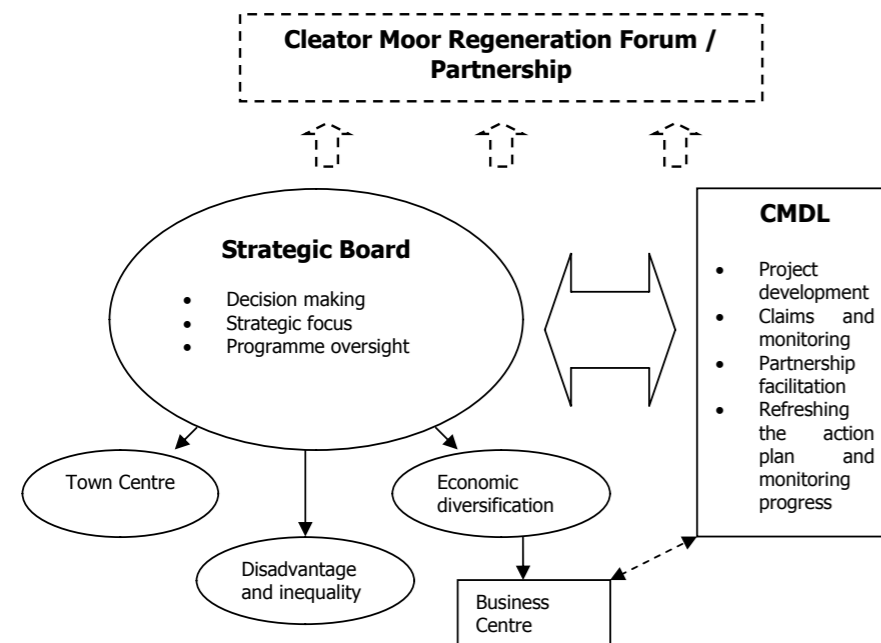 Cleator Moor Regeneration Forum /
Partnership
Strategic Board
• Decision making
• Strategic focus
• Programme oversight
CMDL
• Project
development
• Claims and
monitoring
• Partnership
facilitation
• Refreshing
the action
plan and
monitoring
progress
Town Centre
Economic
diversification
Disadvantage
and inequality
Business
Centre